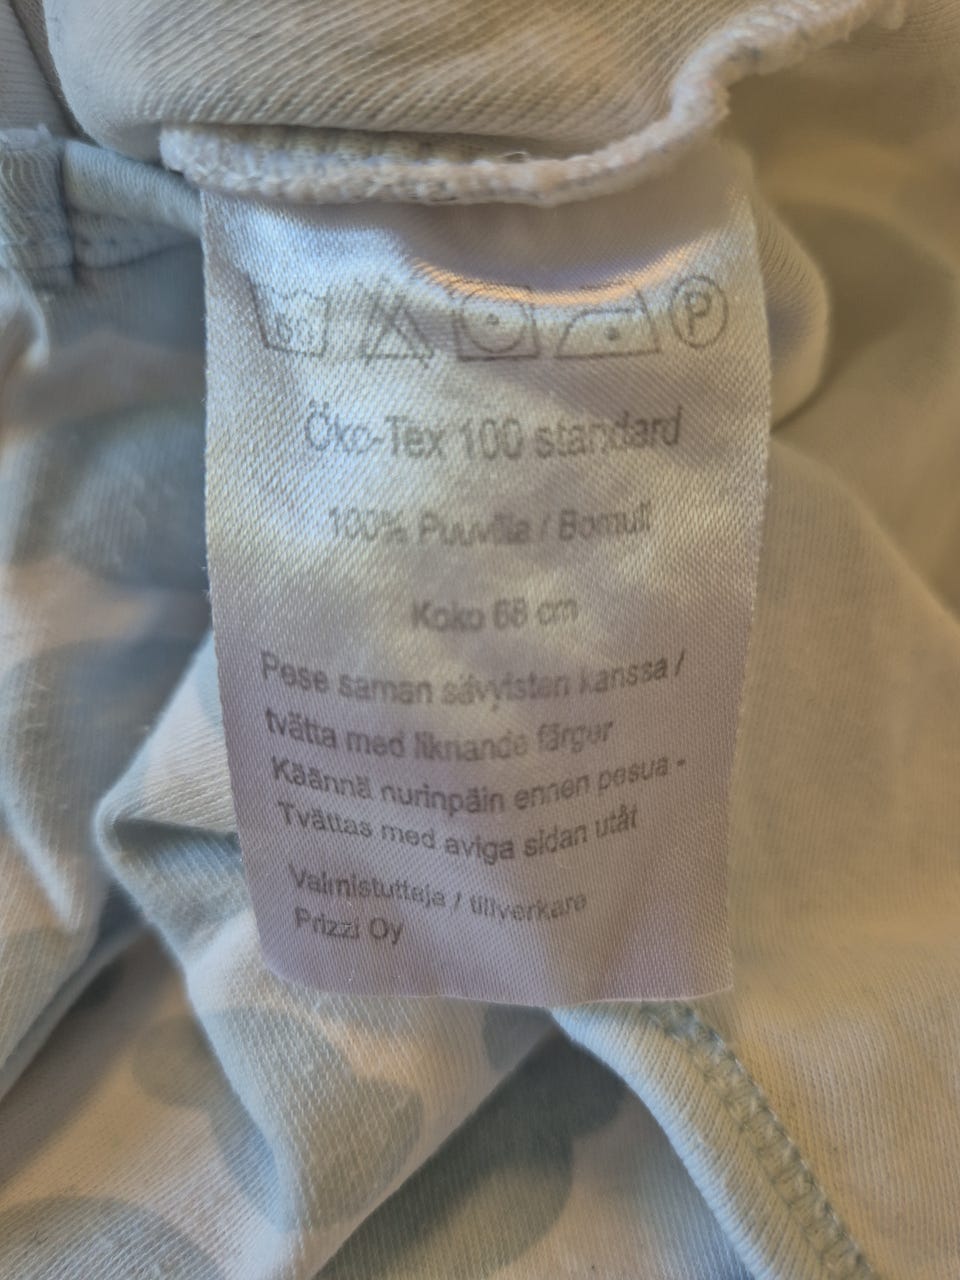 60
P
Öko-Tex 100 standard
100% Puuvilla / Bomull
Koko 68 cm
Pese saman sävyisten kanssa /
tvätta med liknande färger
Käännä nurinpäin ennen pesua -
Tvättas med aviga sidan utåt
Valmistuttaja / tillverkare
Prizzi Oy